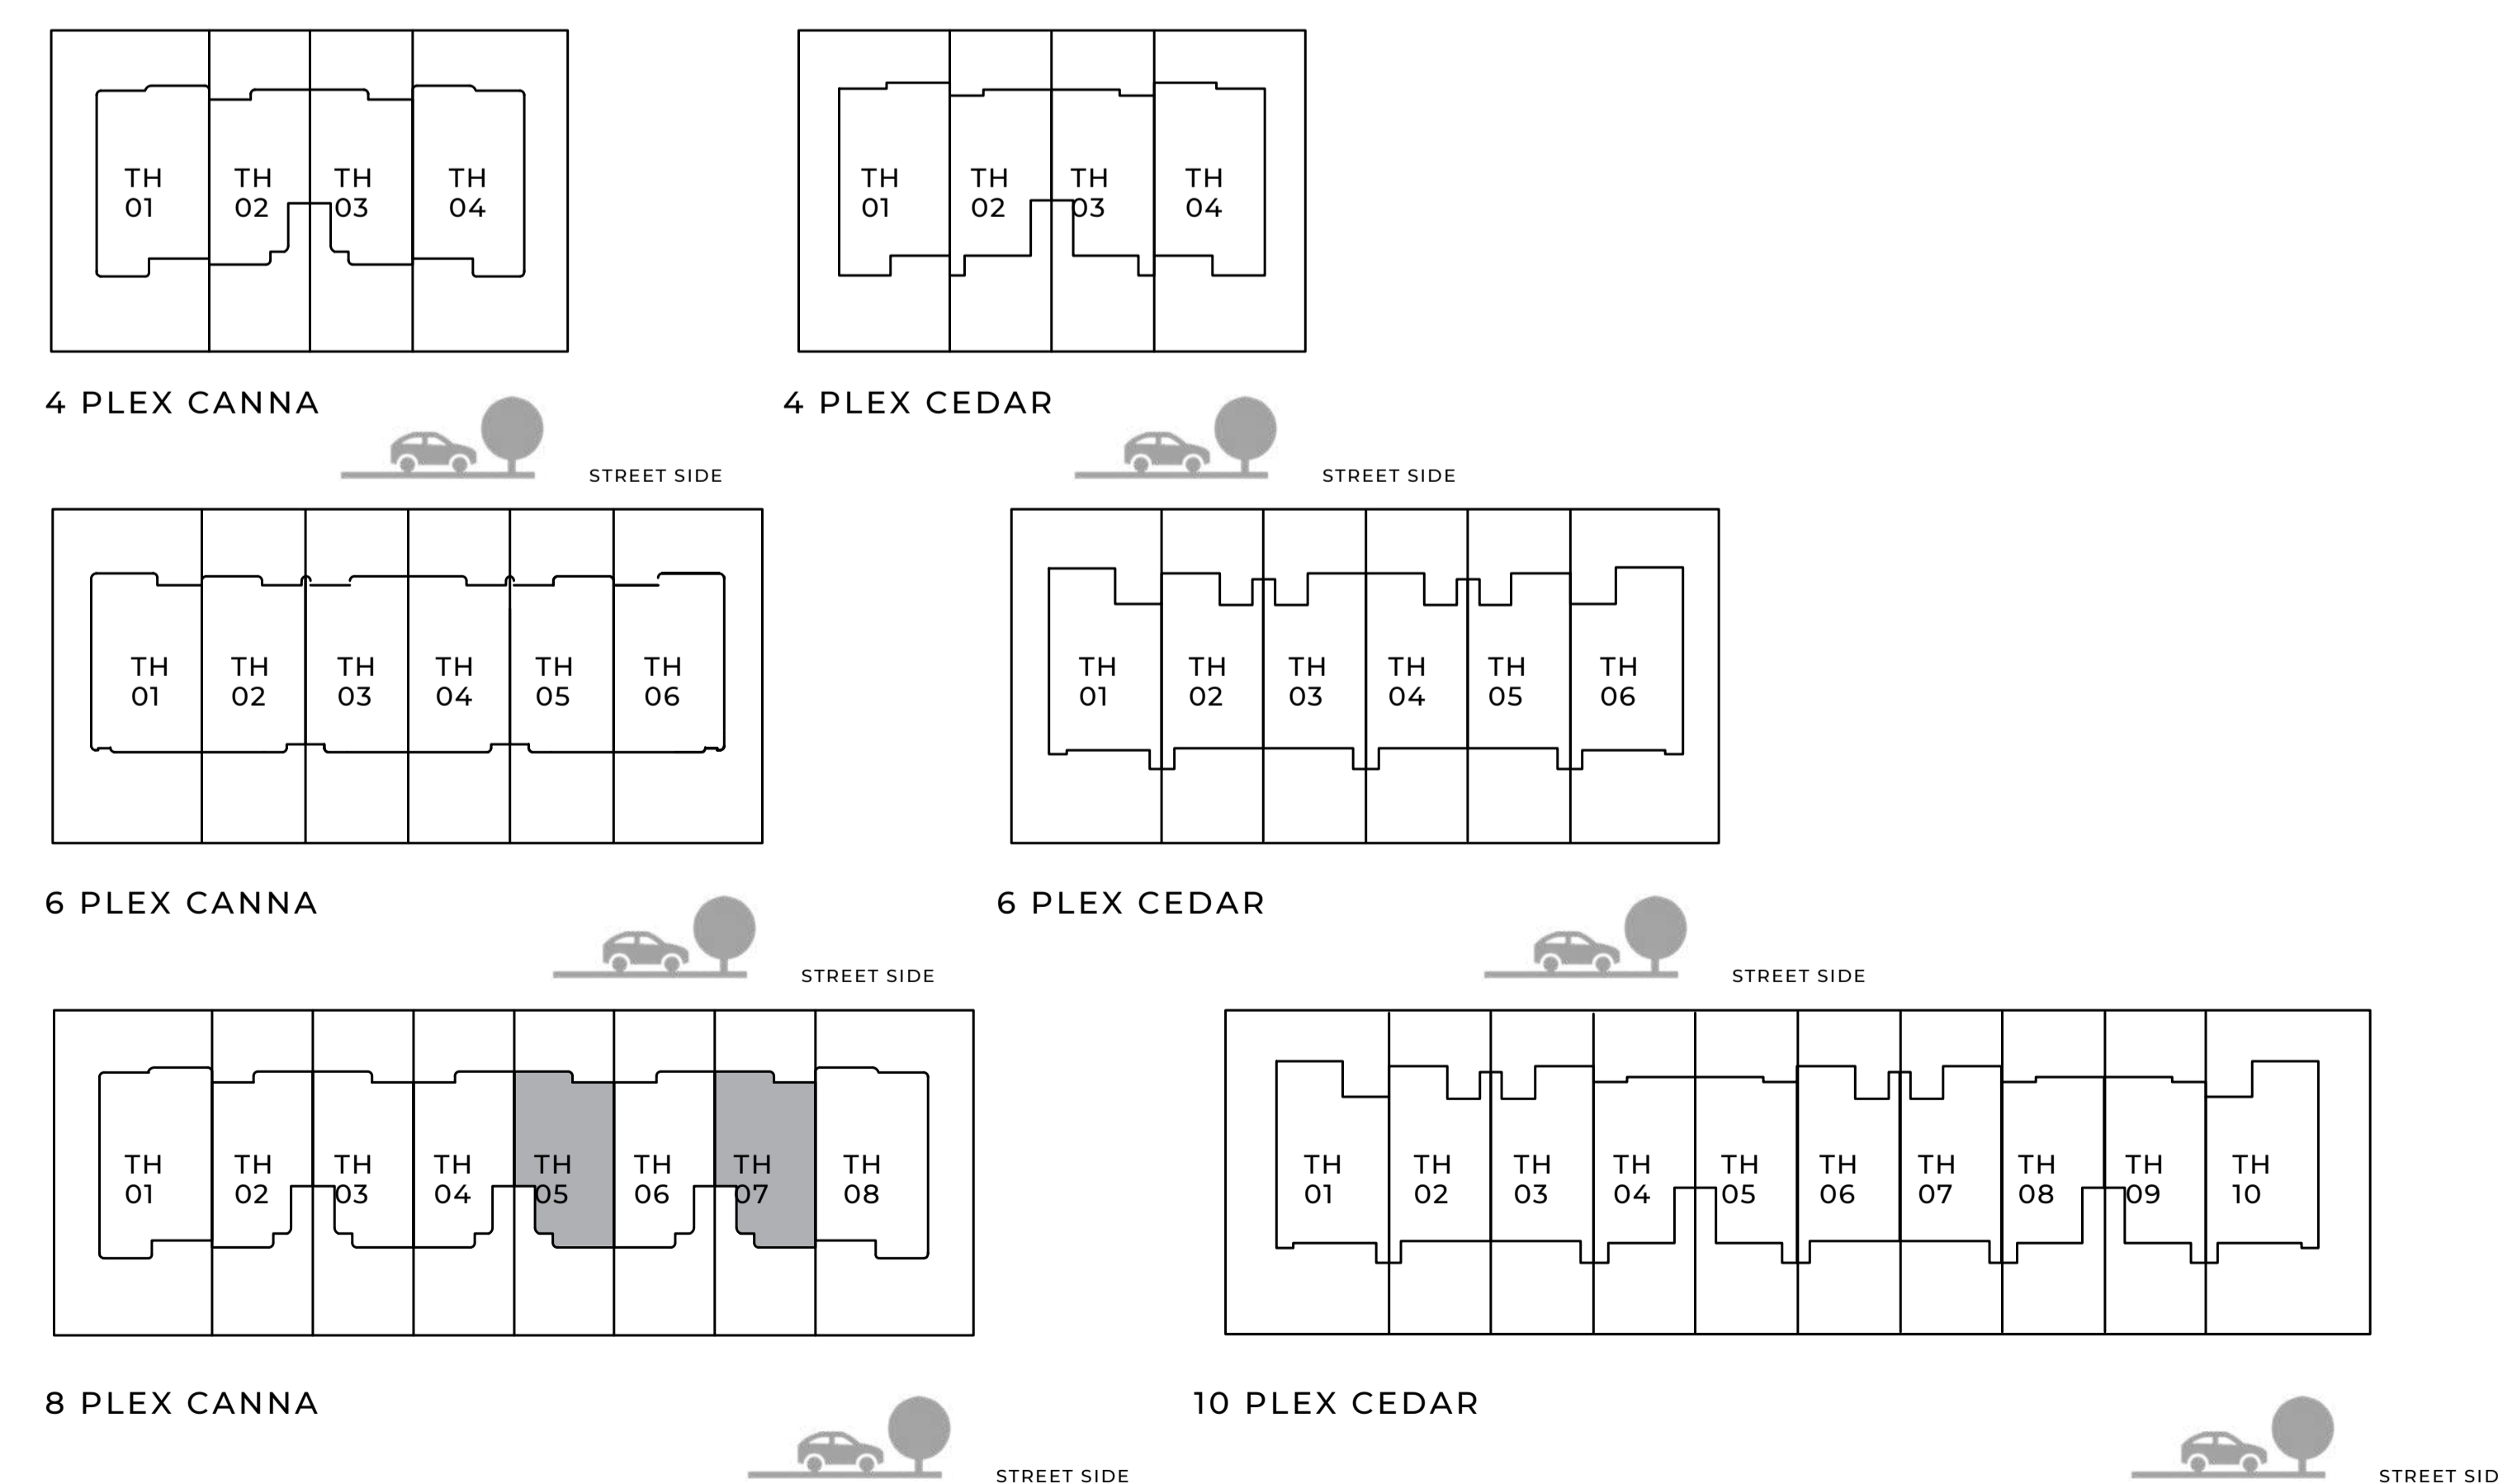 TH
01
TH
02
TH
03
TH
04
4 PLEX CANNA
STREET SIDE
TH
01
TH
02
TH
03
TH
04
4 PLEX CEDAR
STREET SIDE
TH
01
TH
02
TH
03
TH
04
TH
05
TH
06
6 PLEX CANNA
STREET SIDE
TH
01
TH
02
TH
03
TH
04
TH
05
TH
06
6 PLEX CEDAR
STREET SIDE
TH
01
TH
02
TH
03
TH
04
TH
05
TH
06
TH
07
TH
08
8 PLEX CANNA
STREET SIDE
TH
01
TH
02
TH
03
TH
04
TH
05
TH
06
TH
07
TH
08
TH
09
TH
10
10 PLEX CEDAR
STREET SID